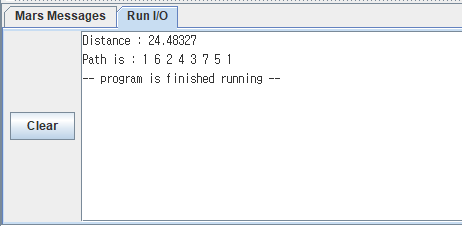 Mars Messages Run I/O
Distance : 24.48327
Path is : 1 6 2 4 3 7 5 1
-- program is finished running --
Clear